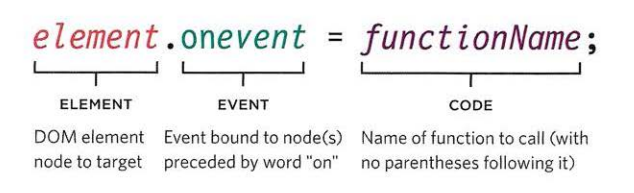 element.onevent = functionName;
ELEMENT EVENT CODE
DOM element Event bound to node(s) Name of function to call (with
node to target preceded by word "on" no parentheses following it)